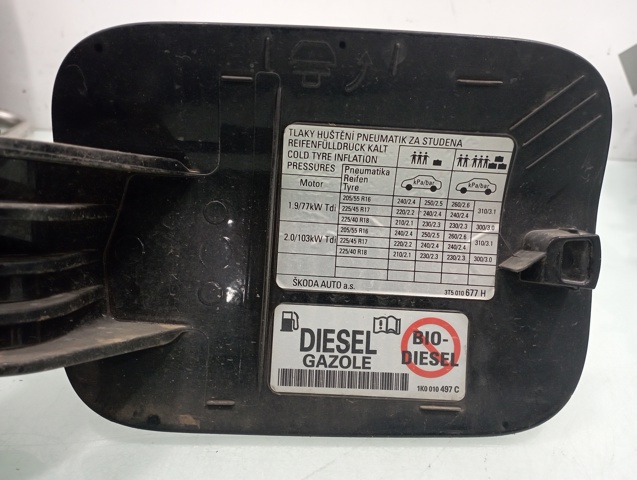 TLAKY HUŠTĚNÍ PNEUMATIK ZA STUDENA
REIFENFÜLLDRUCK KALT
COLD TYRE INFLATION
PRESSURES
Pneumatika
Reifen
Tyre
kPa/bar
kPa/bar
Motor
1.9/77kW Tdi
205/55 R16 240/2.4 250/2.5 260/2.6 310/3.1
225/45 R17 220/2.2 240/2.4 240/2.4
225/40 R18 210/2.1 230/2.3 230/2.3 300/3.0
2.0/103kW Tdi
205/55 R16 240/2.4 250/2.5 260/2.6 310/3.1
225/45 R17 220/2.2 240/2.4 240/2.4
225/40 R18 210/2.1 230/2.3 230/2.3 300/3.0
ŠKODA AUTO a.s.
3T5 010 677 H
DIESEL
GAZOLE
BIO-
DIESEL
1K0 010 497 C